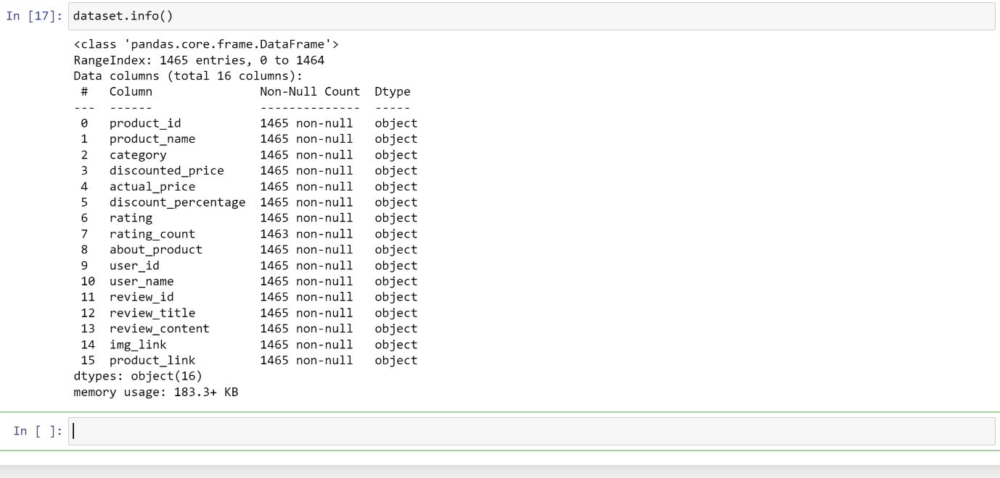 In [17]: dataset.info()
<class 'pandas.core.frame.DataFrame'>
RangeIndex: 1465 entries, 0 to 1464
Data columns (total 16 columns):
 #   Column               Non-Null Count  Dtype
---  ------               --------------  -----
 0   product_id           1465 non-null   object
 1   product_name         1465 non-null   object
 2   category             1465 non-null   object
 3   discounted_price     1465 non-null   object
 4   actual_price         1465 non-null   object
 5   discount_percentage  1465 non-null   object
 6   rating               1465 non-null   object
 7   rating_count         1463 non-null   object
 8   about_product        1465 non-null   object
 9   user_id              1465 non-null   object
 10  user_name            1465 non-null   object
 11  review_id            1465 non-null   object
 12  review_title         1465 non-null   object
 13  review_content       1465 non-null   object
 14  img_link             1465 non-null   object
 15  product_link         1465 non-null   object
dtypes: object(16)
memory usage: 183.3+ KB
In [ ]: